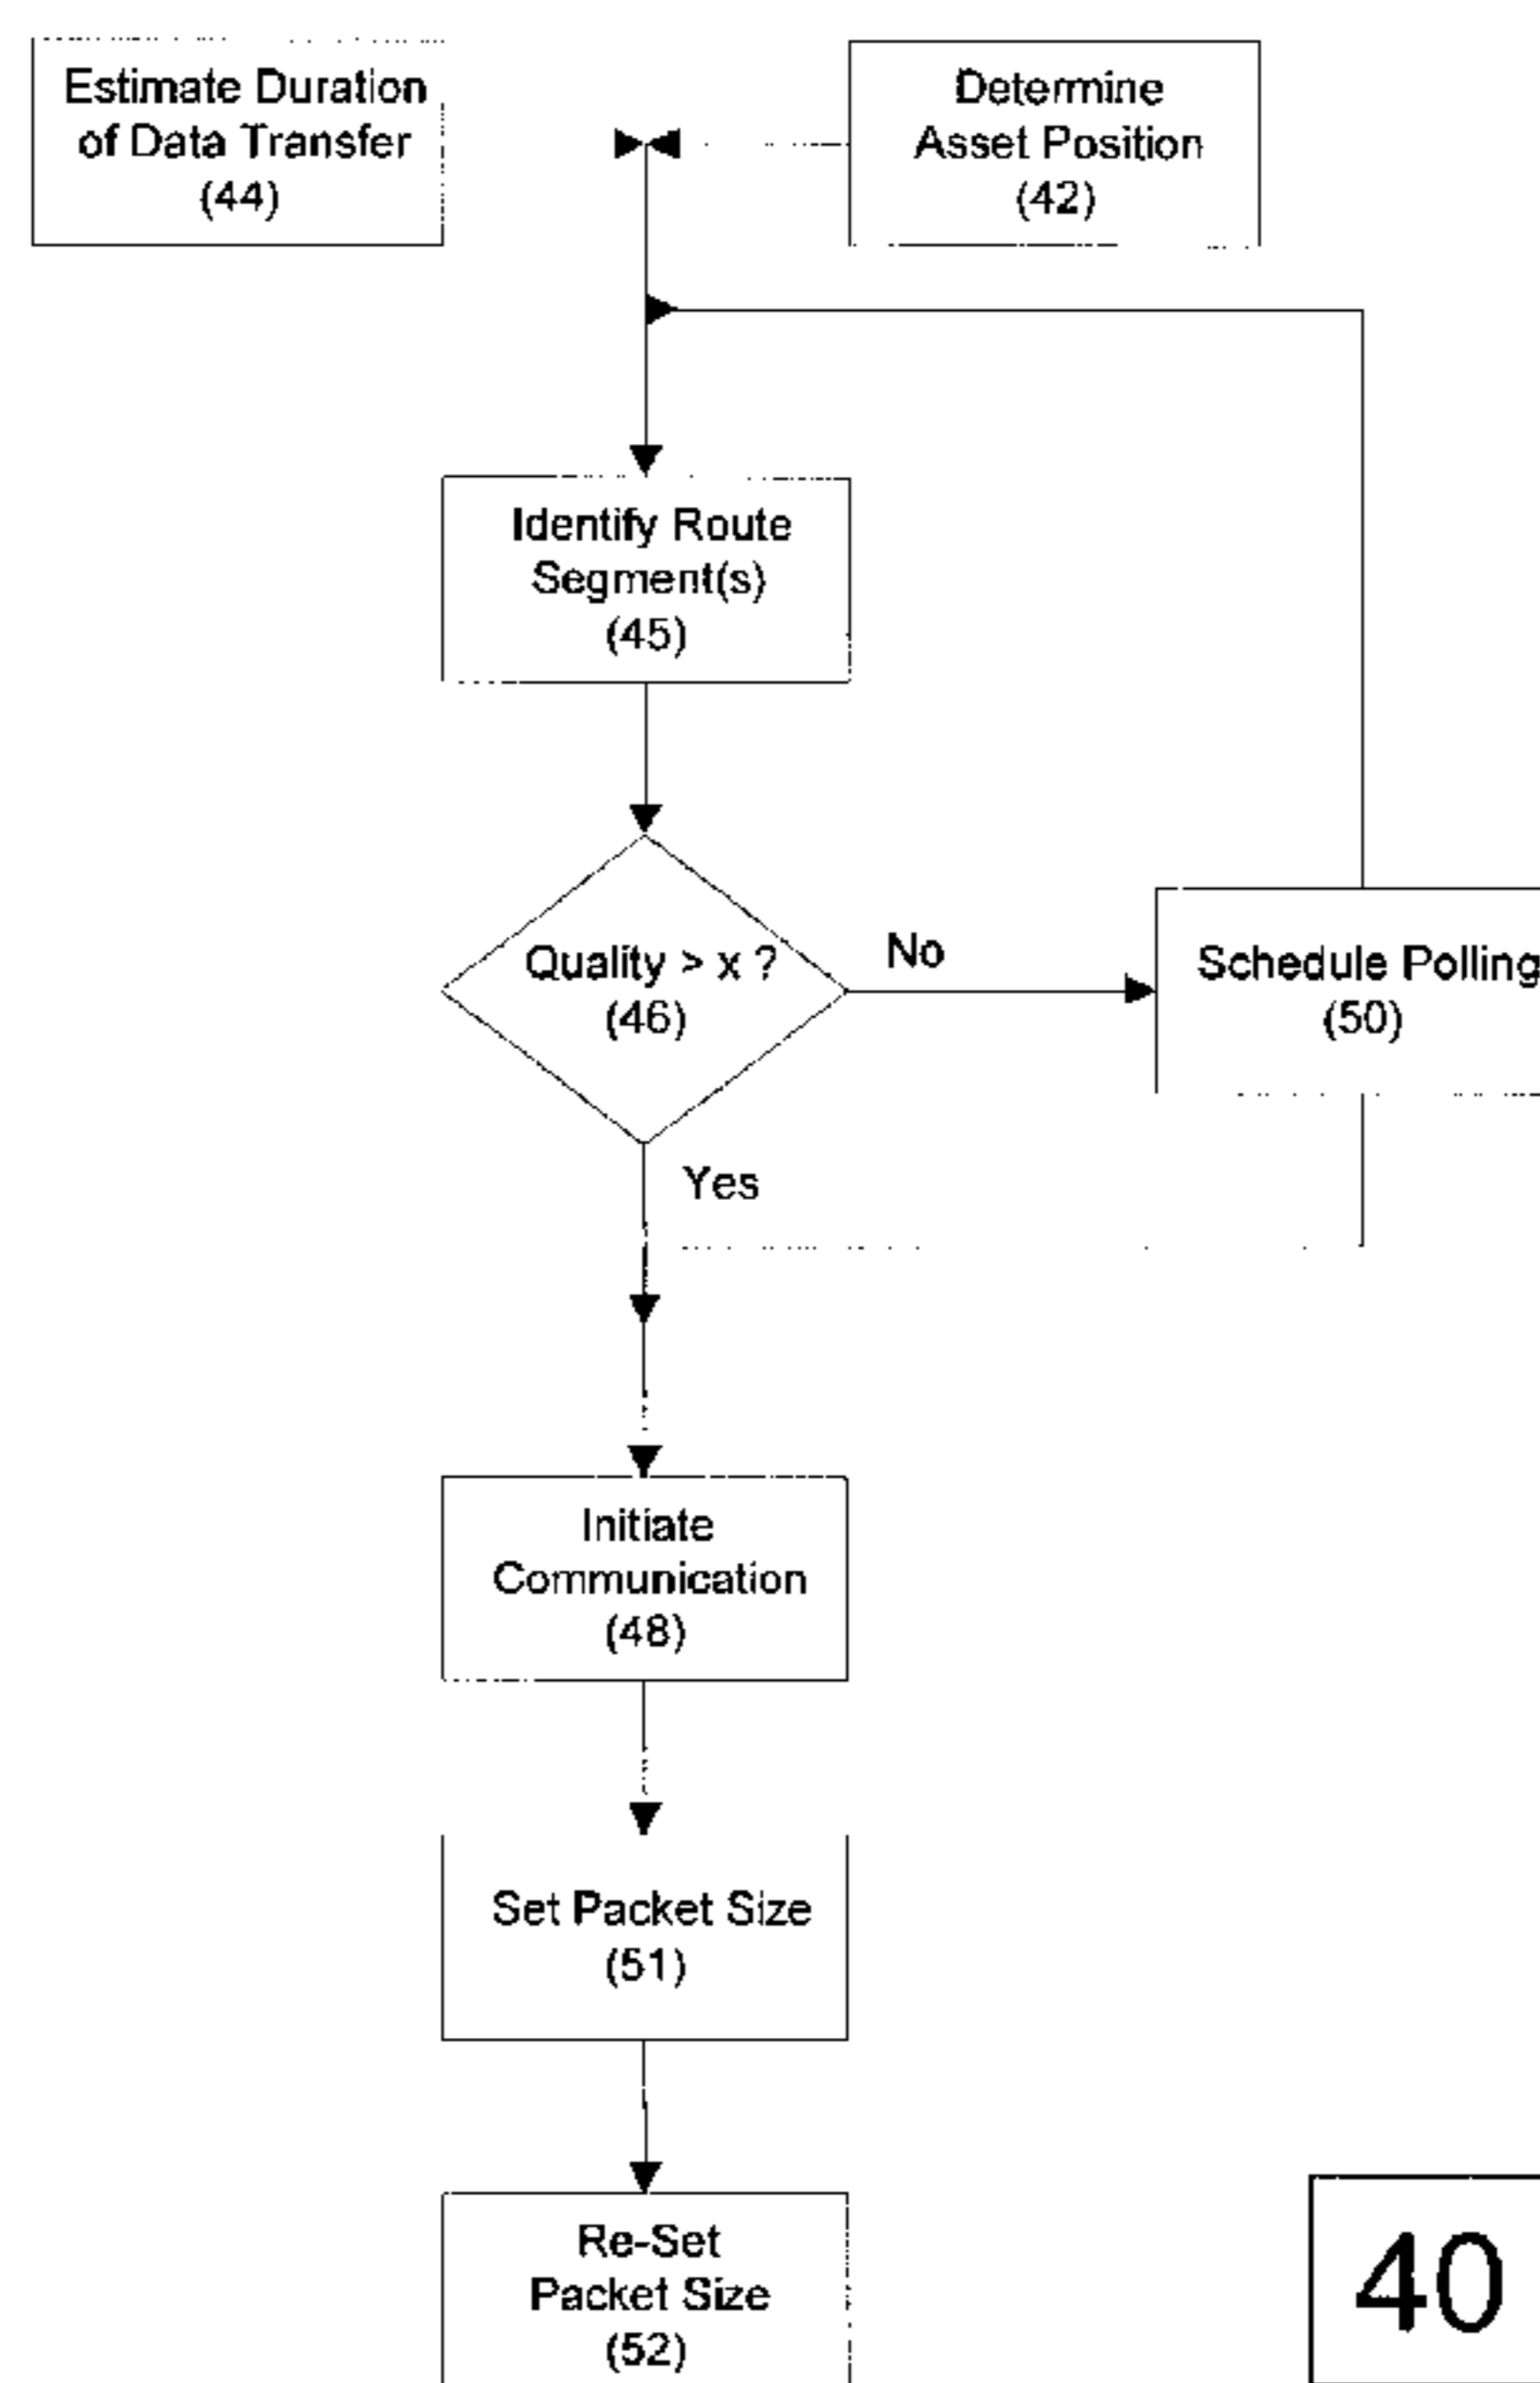 Estimate Duration
of Data Transfer
(44)
Determine
Asset Position
(42)
Identify Route
Segment(s)
(45)
Quality > x ?
(46)
No
Schedule Polling
(50)
Yes
Initiate
Communication
(48)
Set Packet Size
(51)
Re-Set
Packet Size
(52)
40